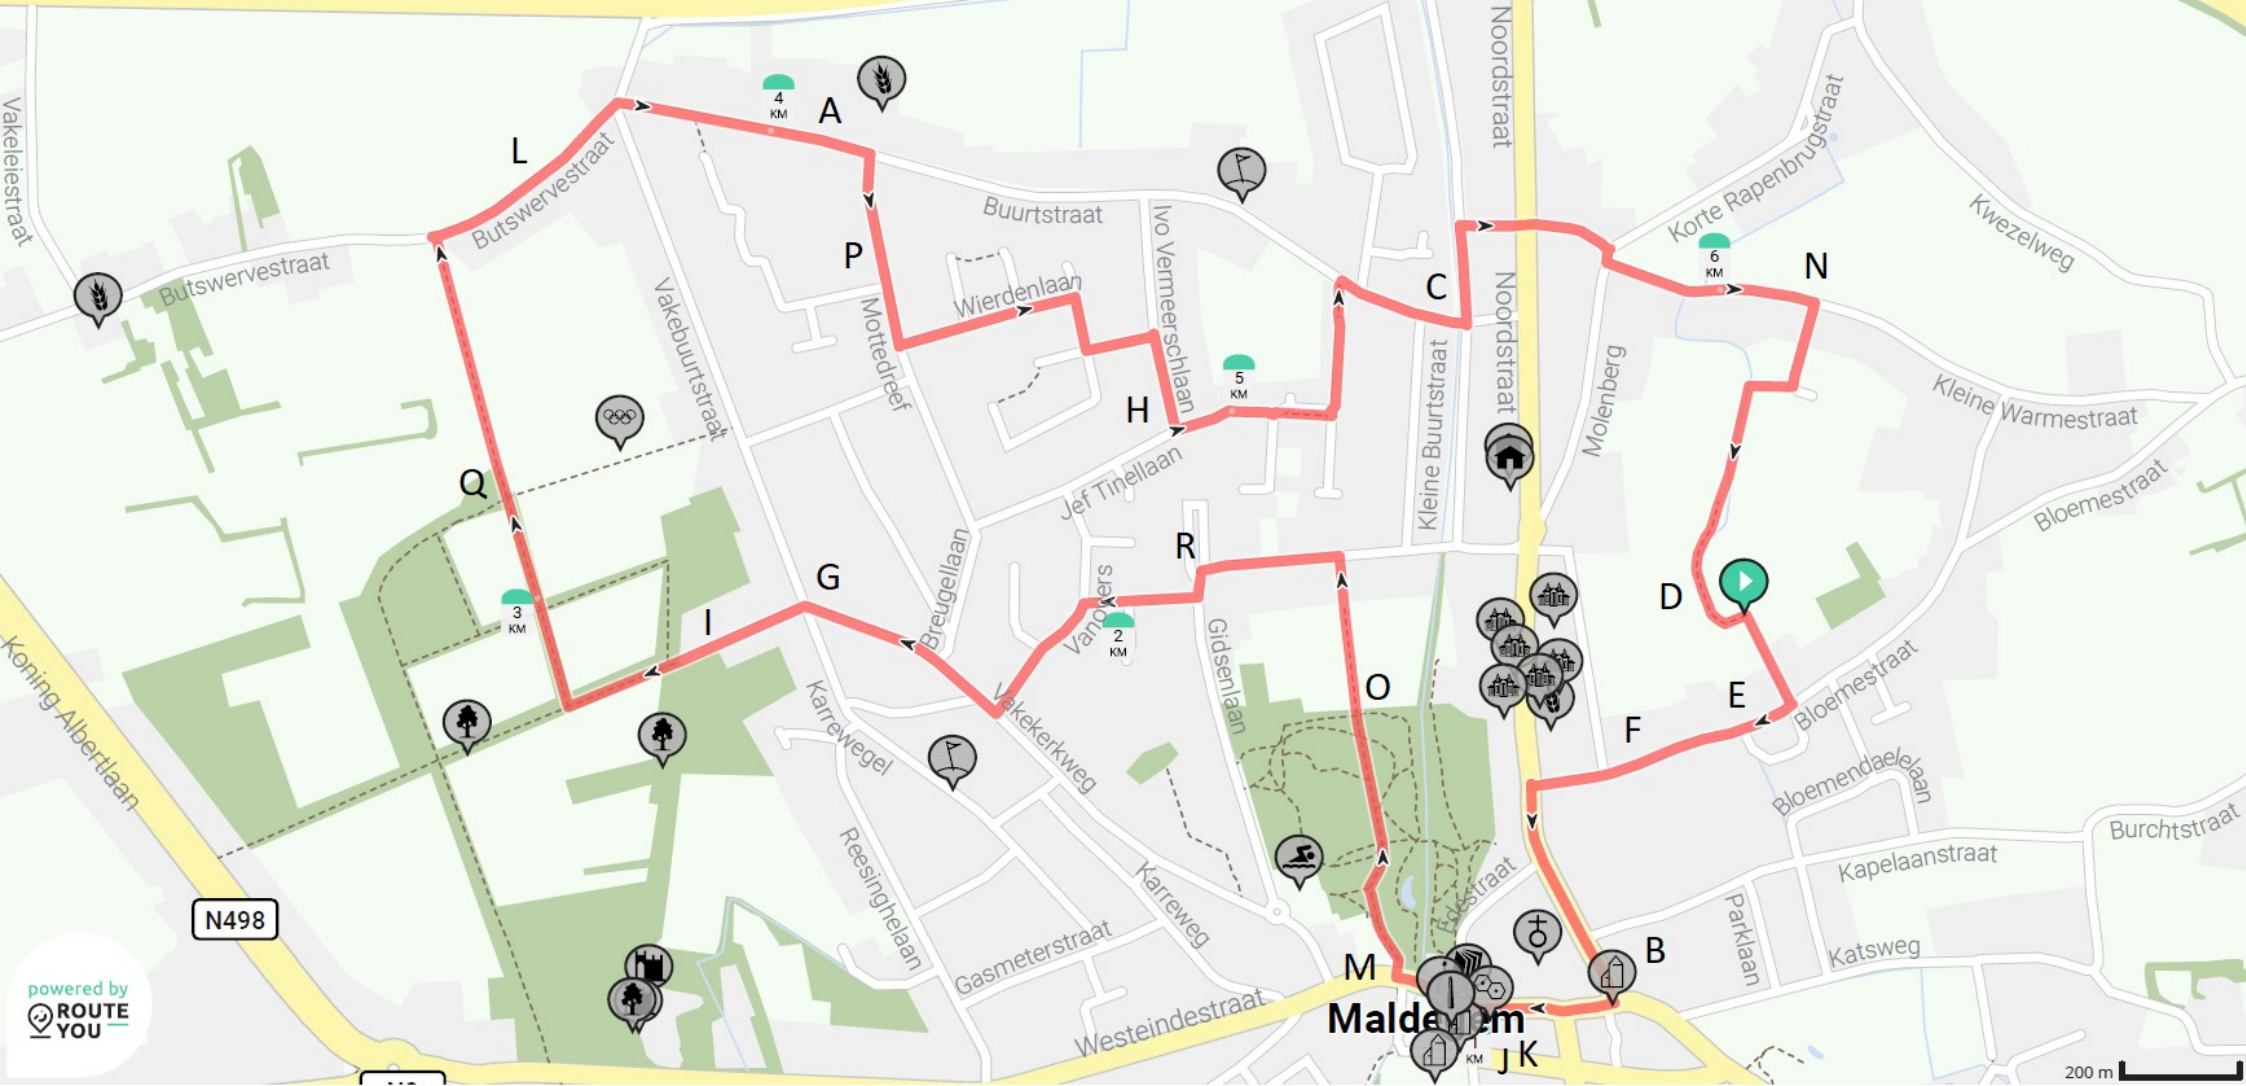 Noordstraat
4
KM
A
Vakeleiestraat
L
Butswervestraat
Korte Rapenbrugstraat
Buurtstraat
Ivo Vermeerschlaan
Kwezelweg
P
6
KM
N
Butswervestraat
Wierdenlaan
C
Noordstraat
Vakebuurtstraat
Mottedreef
5
KM
H
Molenberg
Kleine Buurtstraat
Kleine Warmestraat
Q
Jef Tinellaan
Bloemestraat
R
G
Breugellaan
3
KM
I
2
KM
D
Gidsenlaan
Koning Albertlaan
O
E
Bloemestraat
F
Karrewegel
Vakekerkweg
Bloemendaelelaan
Burchtstraat
Reesinghelaan
Karreweg
Edestraat
Kapelaanstraat
N498
Gasmeterstraat
Parklaan
B
Katsweg
M
Westeindestraat
powered by
ROUTE
YOU
KM
J K
200 m